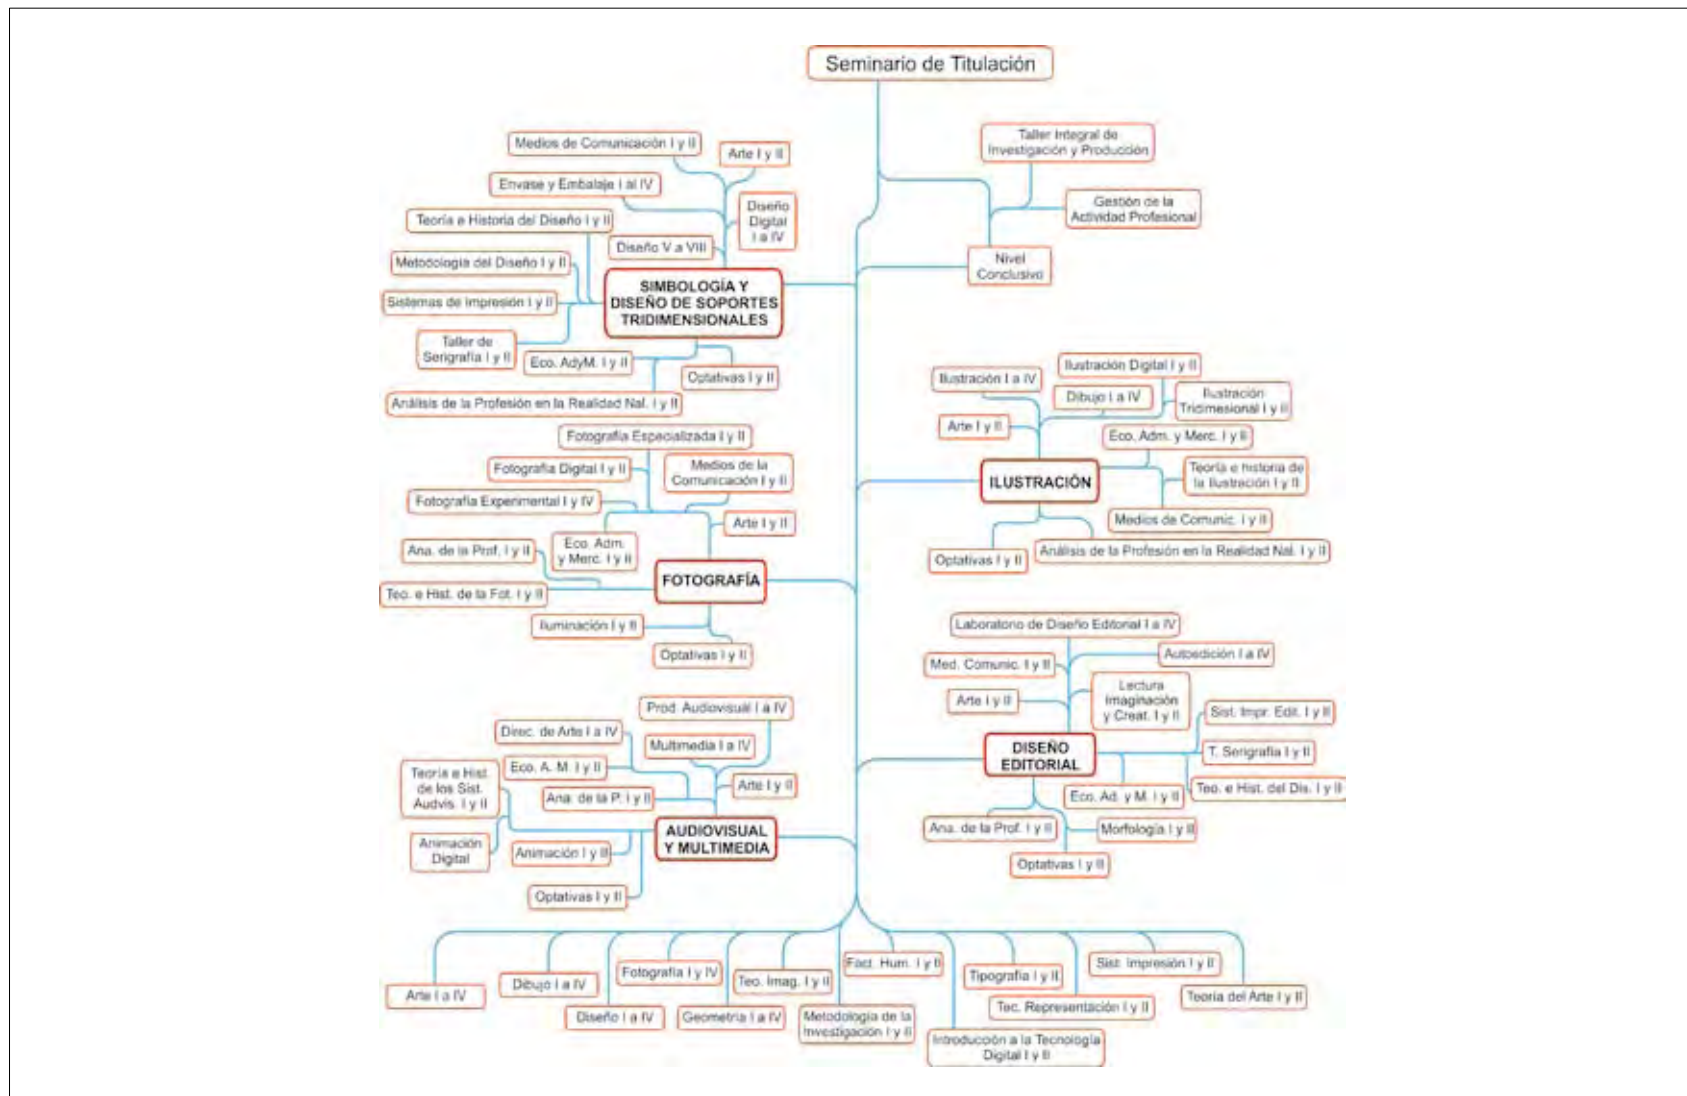 Seminario de Titulación
Taller Integral de
Investigación y Producción
Gestión de la
Actividad Profesional
Nivel
Conclusivo
Medios de Comunicación I y II
Arte I y II
Envase y Embalaje I al IV
Diseño
Digital
I a IV
Teoría e Historia del Diseño I y II
Diseño V a VIII
Metodología del Diseño I y II
Sistemas de Impresión I y II
SIMBOLOGÍA Y
DISEÑO DE SOPORTES
TRIDIMENSIONALES
Taller de
Serigrafía I y II
Eco. AdyM. I y II
Optativas I y II
Análisis de la Profesión en la Realidad Nal. I y II
Ilustración I a IV
Ilustración Digital I y II
Dibujo I a IV
Ilustración
Tridimesional I y II
Arte I y II
Eco. Adm. y Merc. I y II
ILUSTRACIÓN
Teoría e historia de
la Ilustración I y II
Medios de Comunic. I y II
Optativas I y II
Análisis de la Profesión en la Realidad Nal. I y II
Fotografía Especializada I y II
Fotografía Digital I y II
Medios de la
Comunicación I y II
Fotografía Experimental I y IV
Arte I y II
Eco. Adm.
y Merc. I y II
Ana. de la Prof. I y II
FOTOGRAFÍA
Teo. e Hist. de la Fot. I y II
Iluminación I y II
Optativas I y II
Laboratorio de Diseño Editorial I a IV
Med. Comunic. I y II
Autoedición I a IV
Arte I y II
Lectura
Imaginación
y Creat. I y II
Sist. Impr. Edit. I y II
DISEÑO
EDITORIAL
T. Serigrafía I y II
Eco. Ad. y M. I y II
Teo. e Hist. del Dis. I y II
Ana. de la Prof. I y II
Morfología I y II
Optativas I y II
Prod. Audiovisual I a IV
Direc. de Arte I a IV
Multimedia I a IV
Eco. A. M. I y II
Arte I y II
Teoría e Hist.
de los Sist.
Audvis. I y II
Ana. de la P. I y II
AUDIOVISUAL
Y MULTIMEDIA
Animación
Digital
Animación I y II
Optativas I y II
Arte I a IV
Dibujo I a IV
Diseño I a IV
Fotografía I y IV
Geometría I a IV
Teo. Imag. I y II
Metodología de la
Investigación I y II
Fact. Hum. I y II
Introducción a la Tecnología
Digital I y II
Tipografía I y II
Tec. Representación I y II
Sist. Impresión I y II
Teoría del Arte I y II